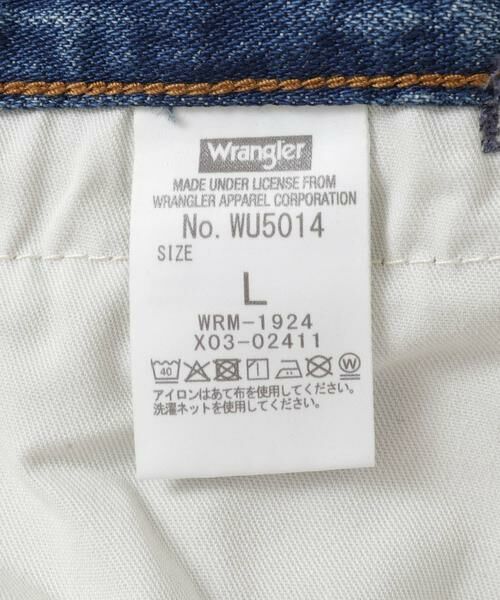 Wrangler
MADE UNDER LICENSE FROM
WRANGLER APPAREL CORPORATION
No. WU5014
SIZE
L
WRM-1924
X03-02411
40 W
アイロンはあて布を使用してください。
洗濯ネットを使用してください。